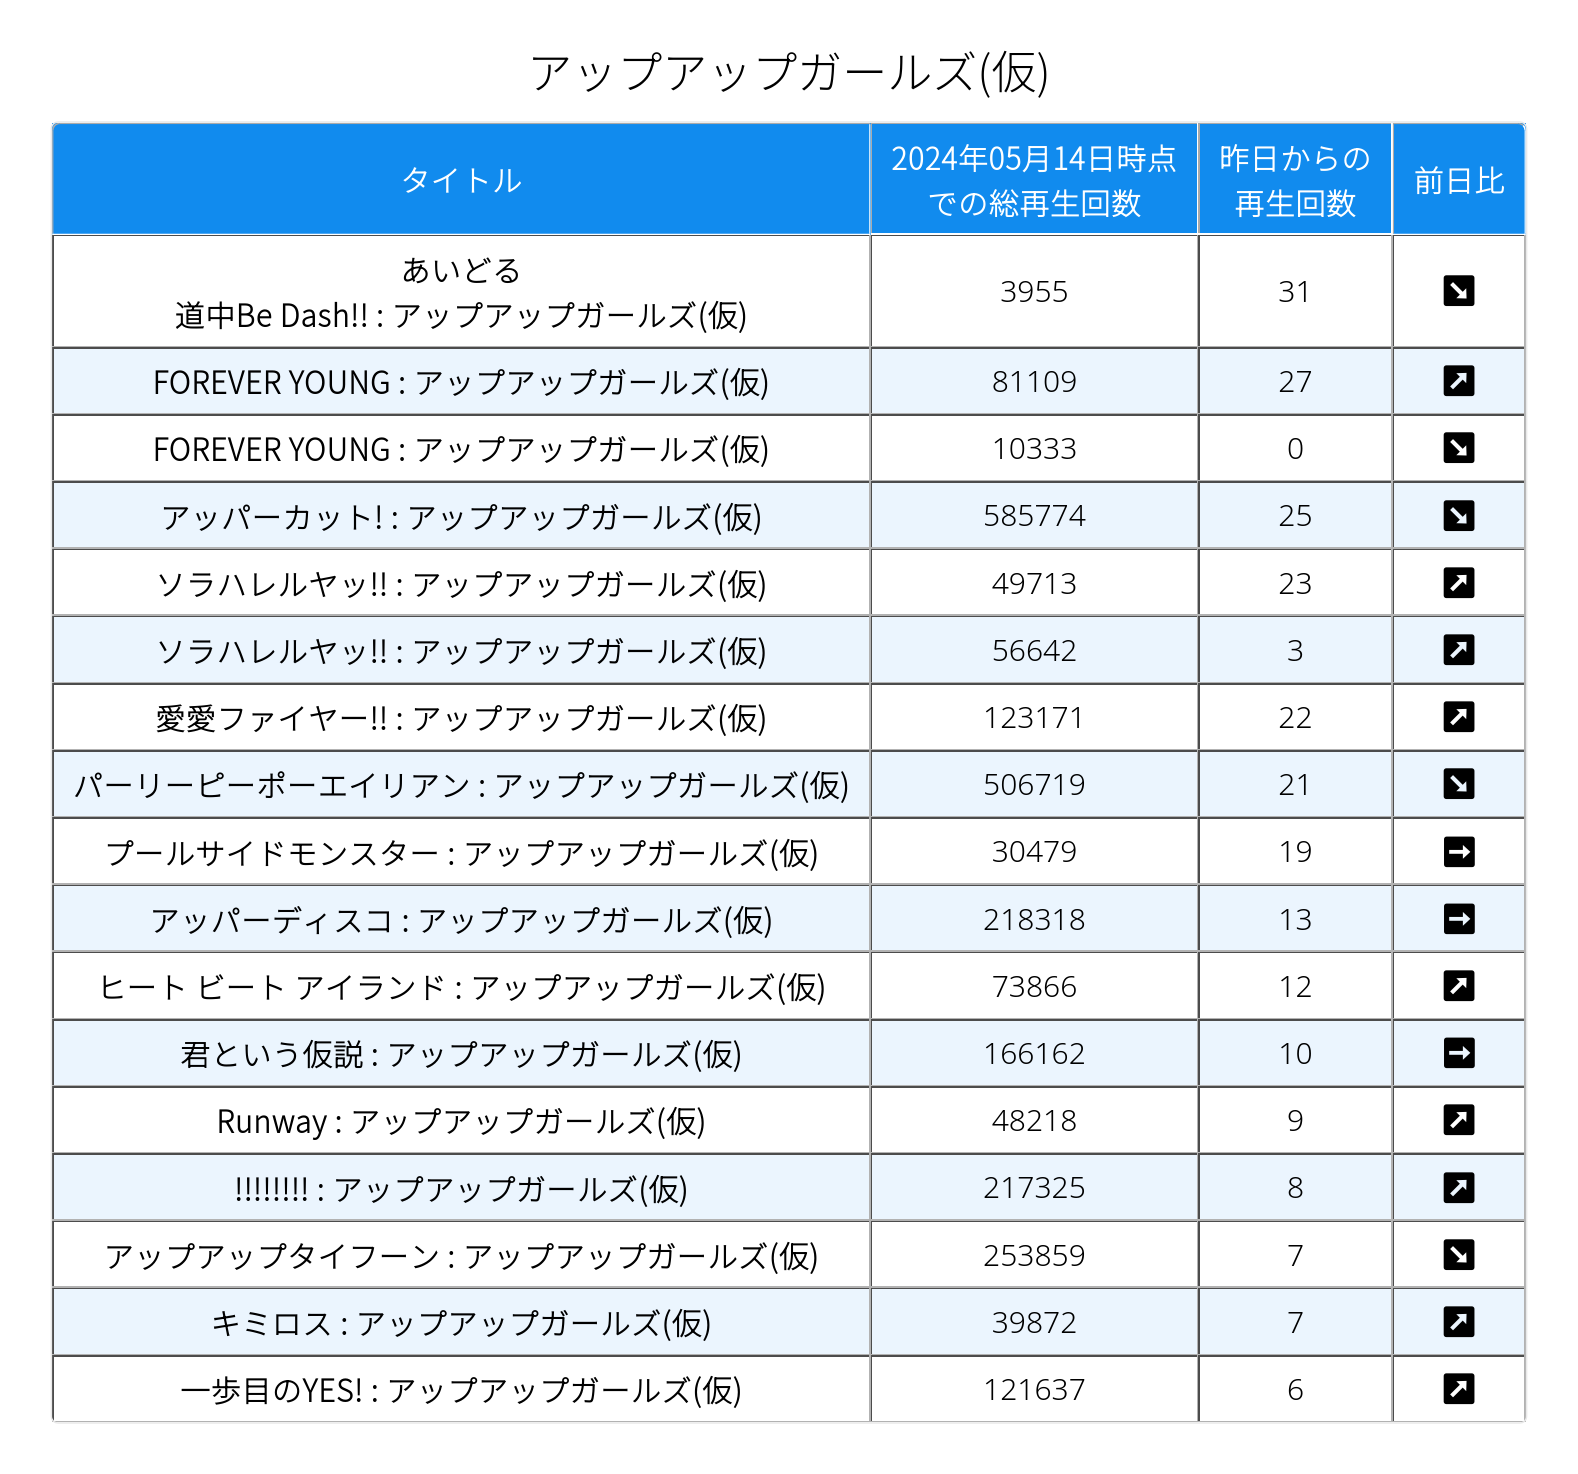 アップアップガールズ(仮)
タイトル
2024年05月14日時点
での総再生回数
昨日からの
再生回数
前日比
あいどる
道中Be Dash!! : アップアップガールズ(仮)
3955
31
FOREVER YOUNG : アップアップガールズ(仮)
81109
27
FOREVER YOUNG : アップアップガールズ(仮)
10333
0
アッパーカット! : アップアップガールズ(仮)
585774
25
ソラハレルヤッ!! : アップアップガールズ(仮)
49713
23
ソラハレルヤッ!! : アップアップガールズ(仮)
56642
3
愛愛ファイヤー!! : アップアップガールズ(仮)
123171
22
パーリーピーポーエイリアン : アップアップガールズ(仮)
506719
21
プールサイドモンスター : アップアップガールズ(仮)
30479
19
アッパーディスコ : アップアップガールズ(仮)
218318
13
ヒート ビート アイランド : アップアップガールズ(仮)
73866
12
君という仮説 : アップアップガールズ(仮)
166162
10
Runway : アップアップガールズ(仮)
48218
9
!!!!!!!! : アップアップガールズ(仮)
217325
8
アップアップタイフーン : アップアップガールズ(仮)
253859
7
キミロス : アップアップガールズ(仮)
39872
7
一歩目のYES! : アップアップガールズ(仮)
121637
6